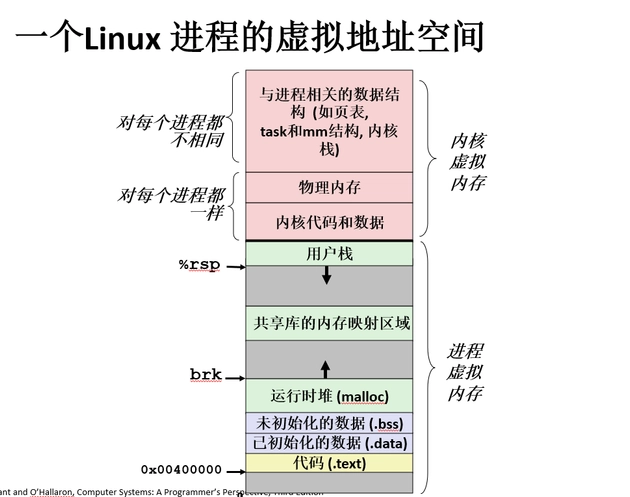 一个Linux 进程的虚拟地址空间
对每个进程都
不相同
与进程相关的数据结
构 (如页表,
task和mm结构, 内核
栈)
内核
虚拟
内存
对每个进程都
一样
物理内存
内核代码和数据
用户栈
%rsp
共享库的内存映射区域
进程
虚拟
内存
brk
运行时堆 (malloc)
未初始化的数据 (.bss)
已初始化的数据 (.data)
代码 (.text)
0x00400000
ant and O'Hallaron, Computer Systems: A Programmer's Perspective, Third Edition